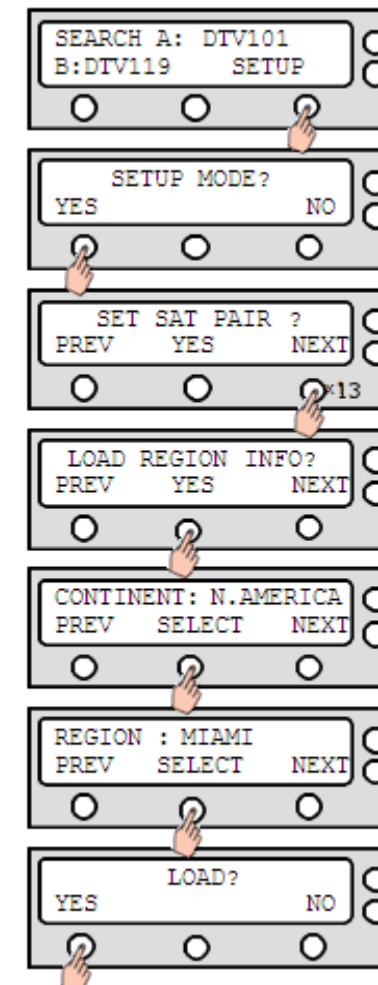 SEARCH A: DTV101
B:DTV119 SETUP
SETUP MODE?
YES NO
SET SAT PAIR ?
PREV YES NEXT
×13
LOAD REGION INFO?
PREV YES NEXT
CONTINENT: N.AMERICA
PREV SELECT NEXT
REGION : MIAMI
PREV SELECT NEXT
LOAD?
YES NO